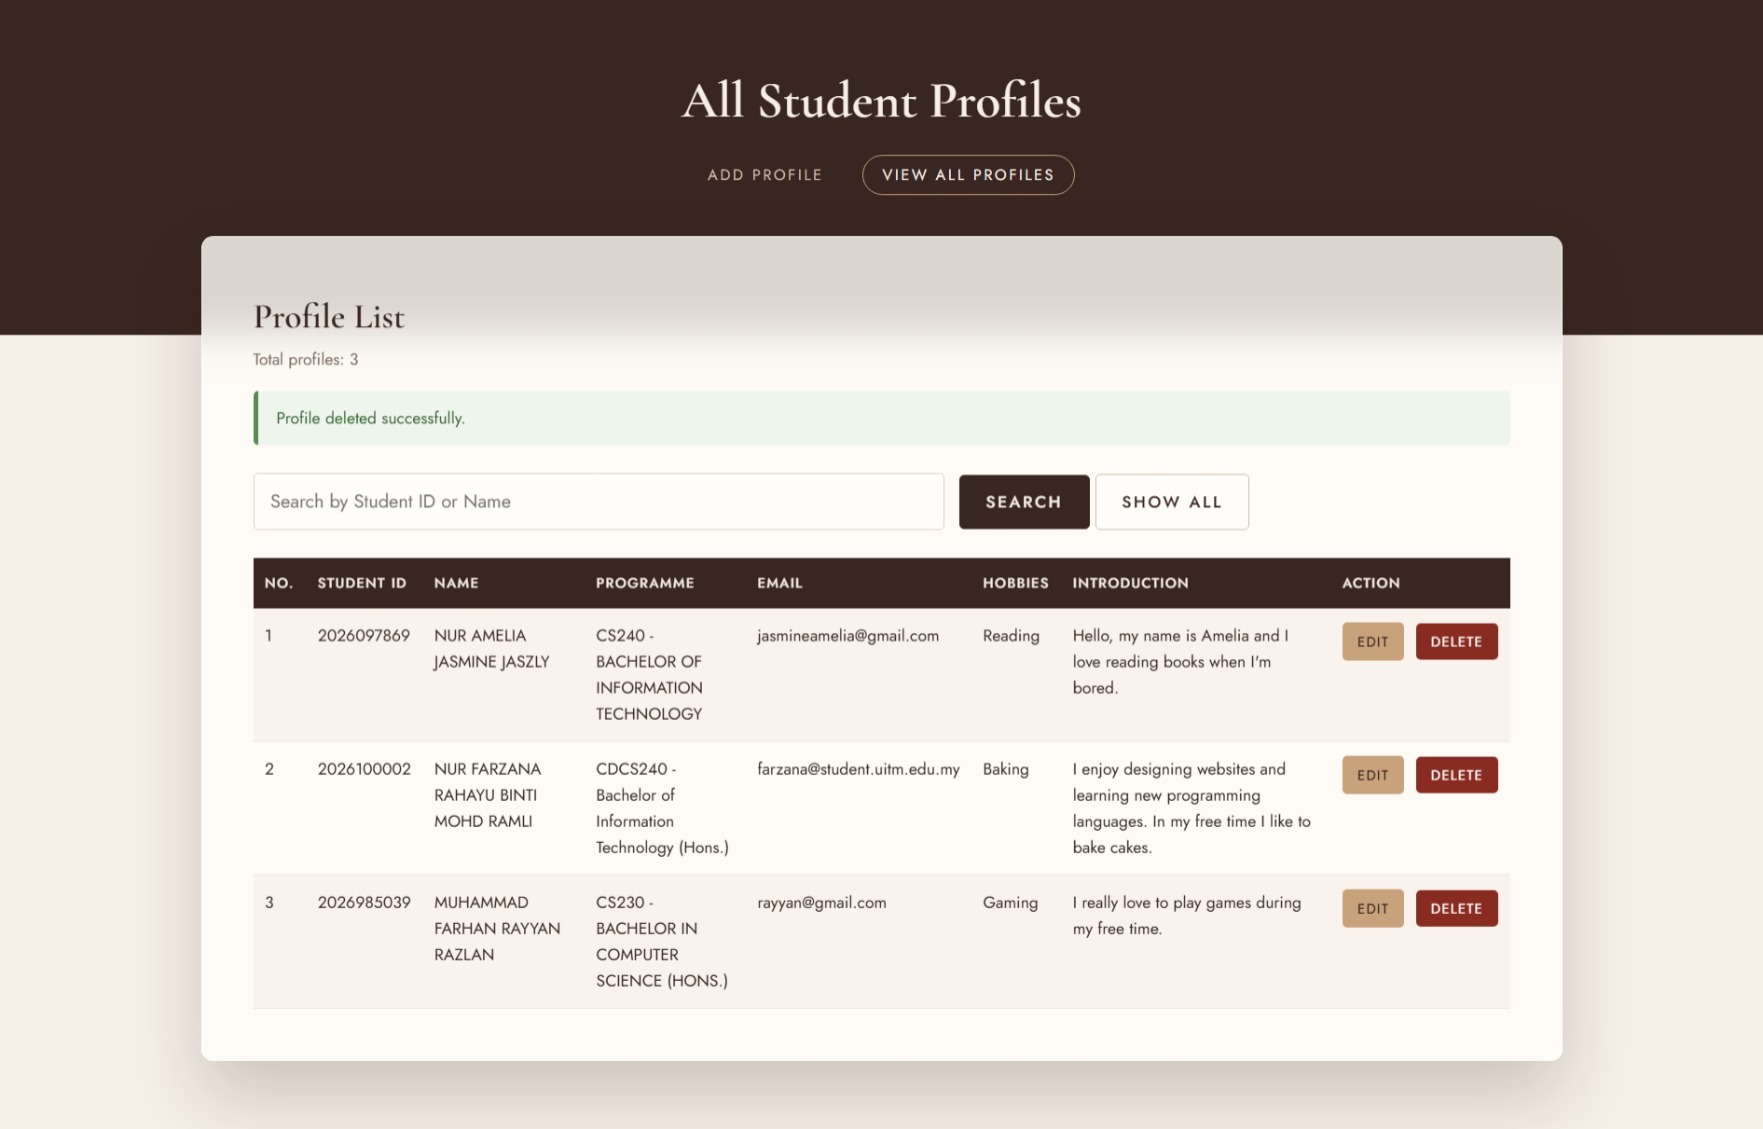 All Student Profiles
ADD PROFILE
VIEW ALL PROFILES
Profile List
Total profiles: 3
Profile deleted successfully.
Search by Student ID or Name
SEARCH
SHOW ALL
NO. STUDENT ID NAME PROGRAMME EMAIL HOBBIES INTRODUCTION ACTION
1 2026097869 NUR AMELIA CS240 - jasmineamelia@gmail.com Reading Hello, my name is Amelia and I EDIT DELETE
JASMINE JASZLY BACHELOR OF love reading books when I'm
INFORMATION bored.
TECHNOLOGY
2 2026100002 NUR FARZANA CDCS240 - farzana@student.uitm.edu.my Baking I enjoy designing websites and EDIT DELETE
RAHAYU BINTI Bachelor of learning new programming
MOHD RAMLI Information languages. In my free time I like to
Technology (Hons.) bake cakes.
3 2026985039 MUHAMMAD CS230 - rayyan@gmail.com Gaming I really love to play games during EDIT DELETE
FARHAN RAYYAN BACHELOR IN my free time.
RAZLAN COMPUTER
SCIENCE (HONS.)